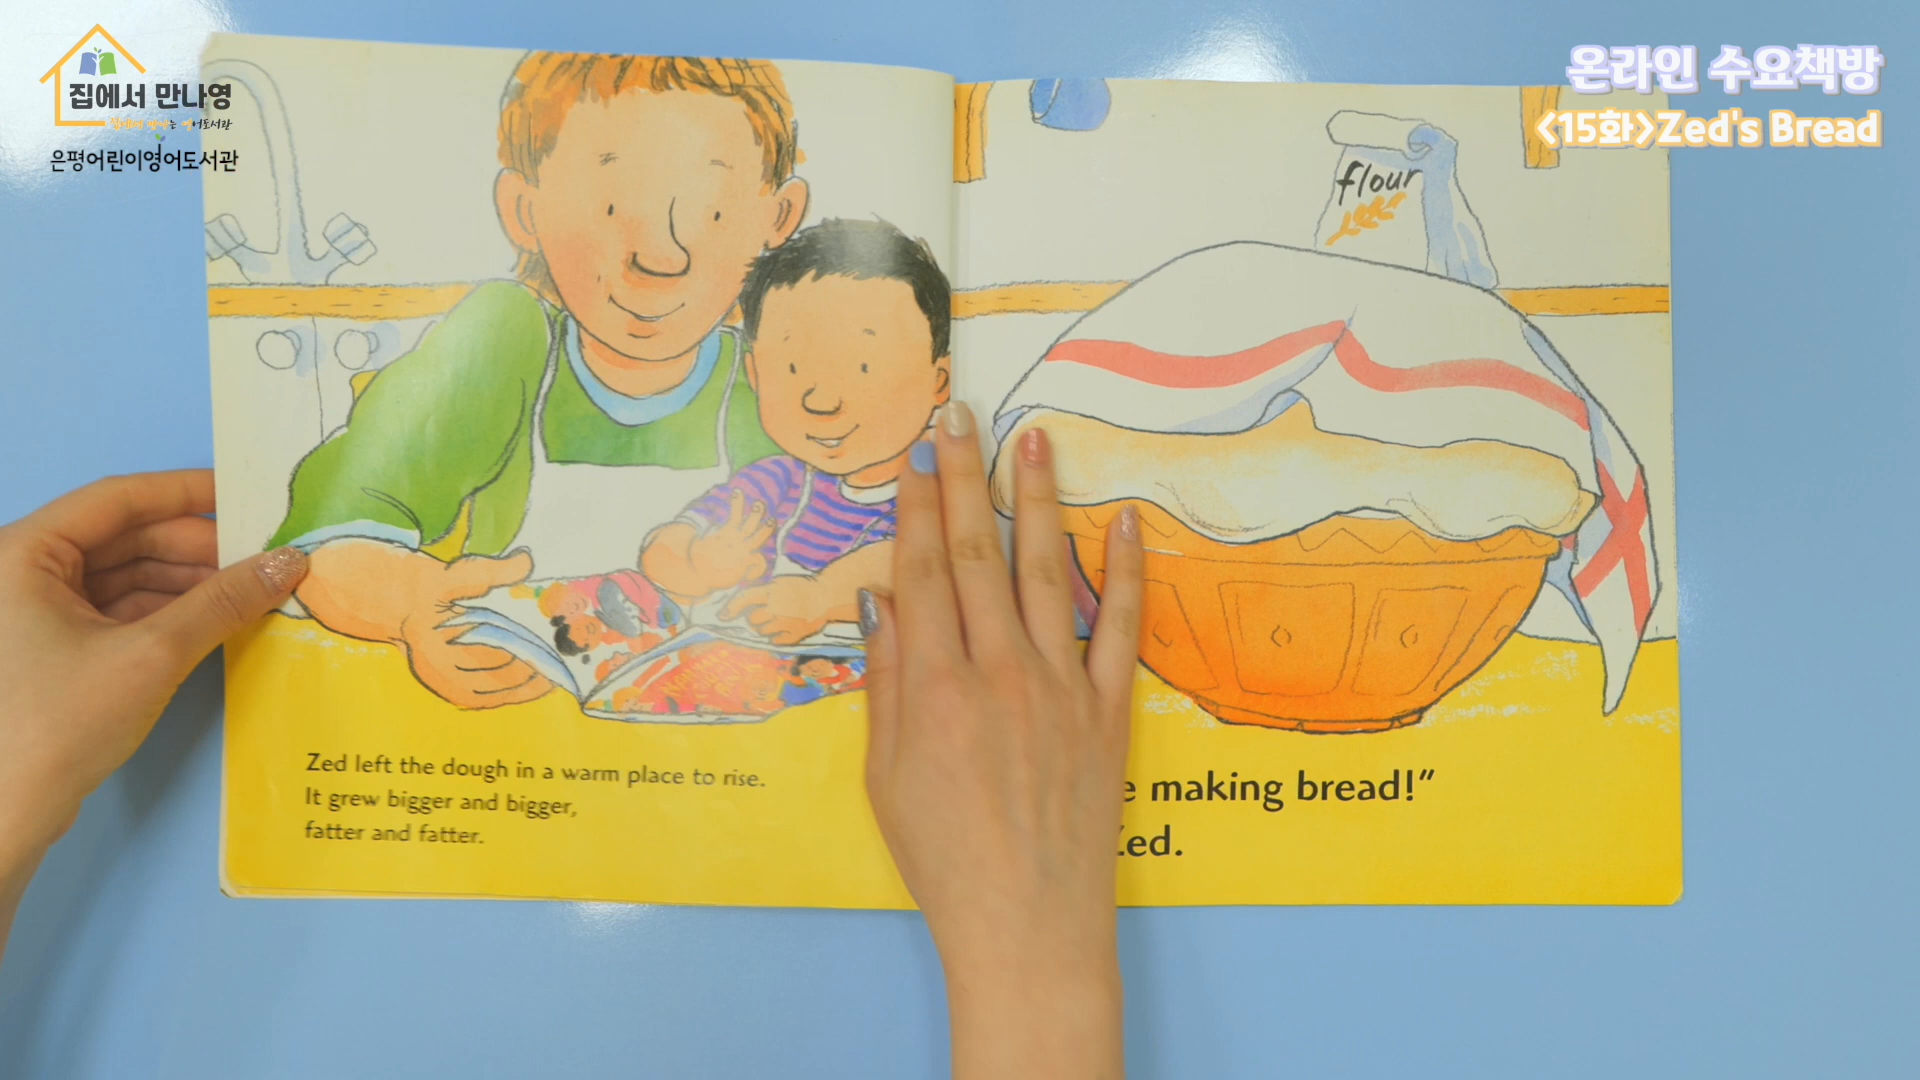 집에서 만나영
은평어린이영어도서관
온라인 수요책방
<15화>Zed's Bread
flour
Zed left the dough in a warm place to rise.
It grew bigger and bigger,
fatter and fatter.
making bread!”
Zed.